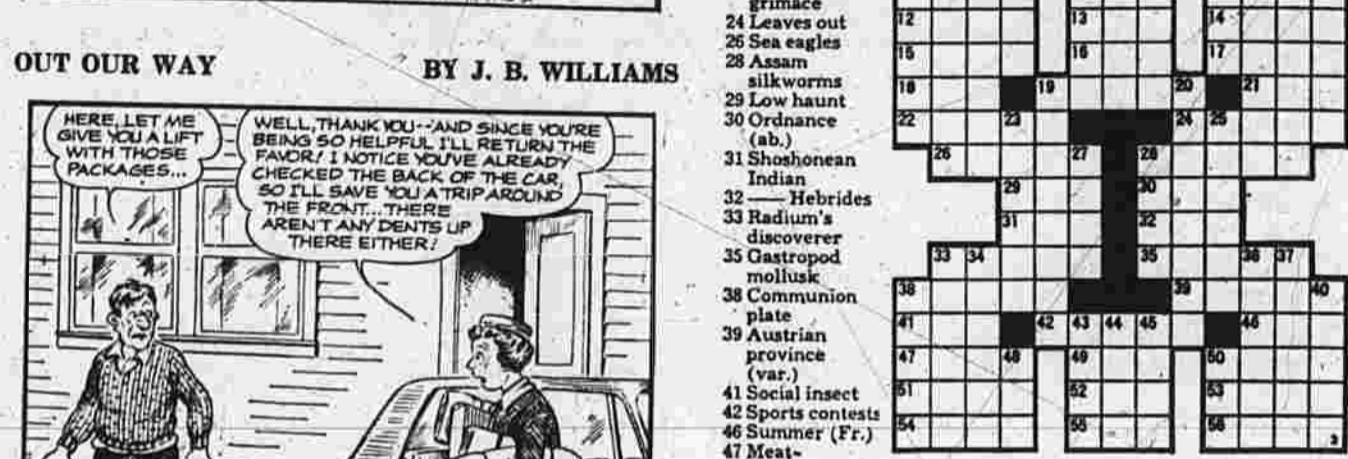 OUT OUR WAY
BY J. B. WILLIAMS
HERE, LET ME
GIVE YOU A LIFT
WITH THOSE
PACKAGES...
WELL, THANK YOU--AND SINCE YOU'RE
BEING SO HELPFUL I'LL RETURN THE
FAVOR! I NOTICE YOU'VE ALREADY
CHECKED THE BACK OF THE CAR,
SO I'LL SAVE YOU A TRIP AROUND
THE FRONT...THERE
AREN'T ANY DENTS UP
THERE EITHER!
grimace
24 Leaves out
26 Sea eagles
28 Assam
silkworms
29 Low haunt
30 Ordnance
(ab.)
31 Shoshonean
Indian
32 —— Hebrides
33 Radium's
discoverer
35 Gastropod
mollusk
38 Communion
plate
39 Austrian
province
(var.)
41 Social insect
42 Sports contests
46 Summer (Fr.)
47 Meat-
12 13 14
15 16 17
18 19 20 21
22 23 24 25
26 27 28
29 30
31 32
33 34 35 36 37
38 39 40
41 42 43 44 45 46
47 48 49 50
51 52 53
54 55 56